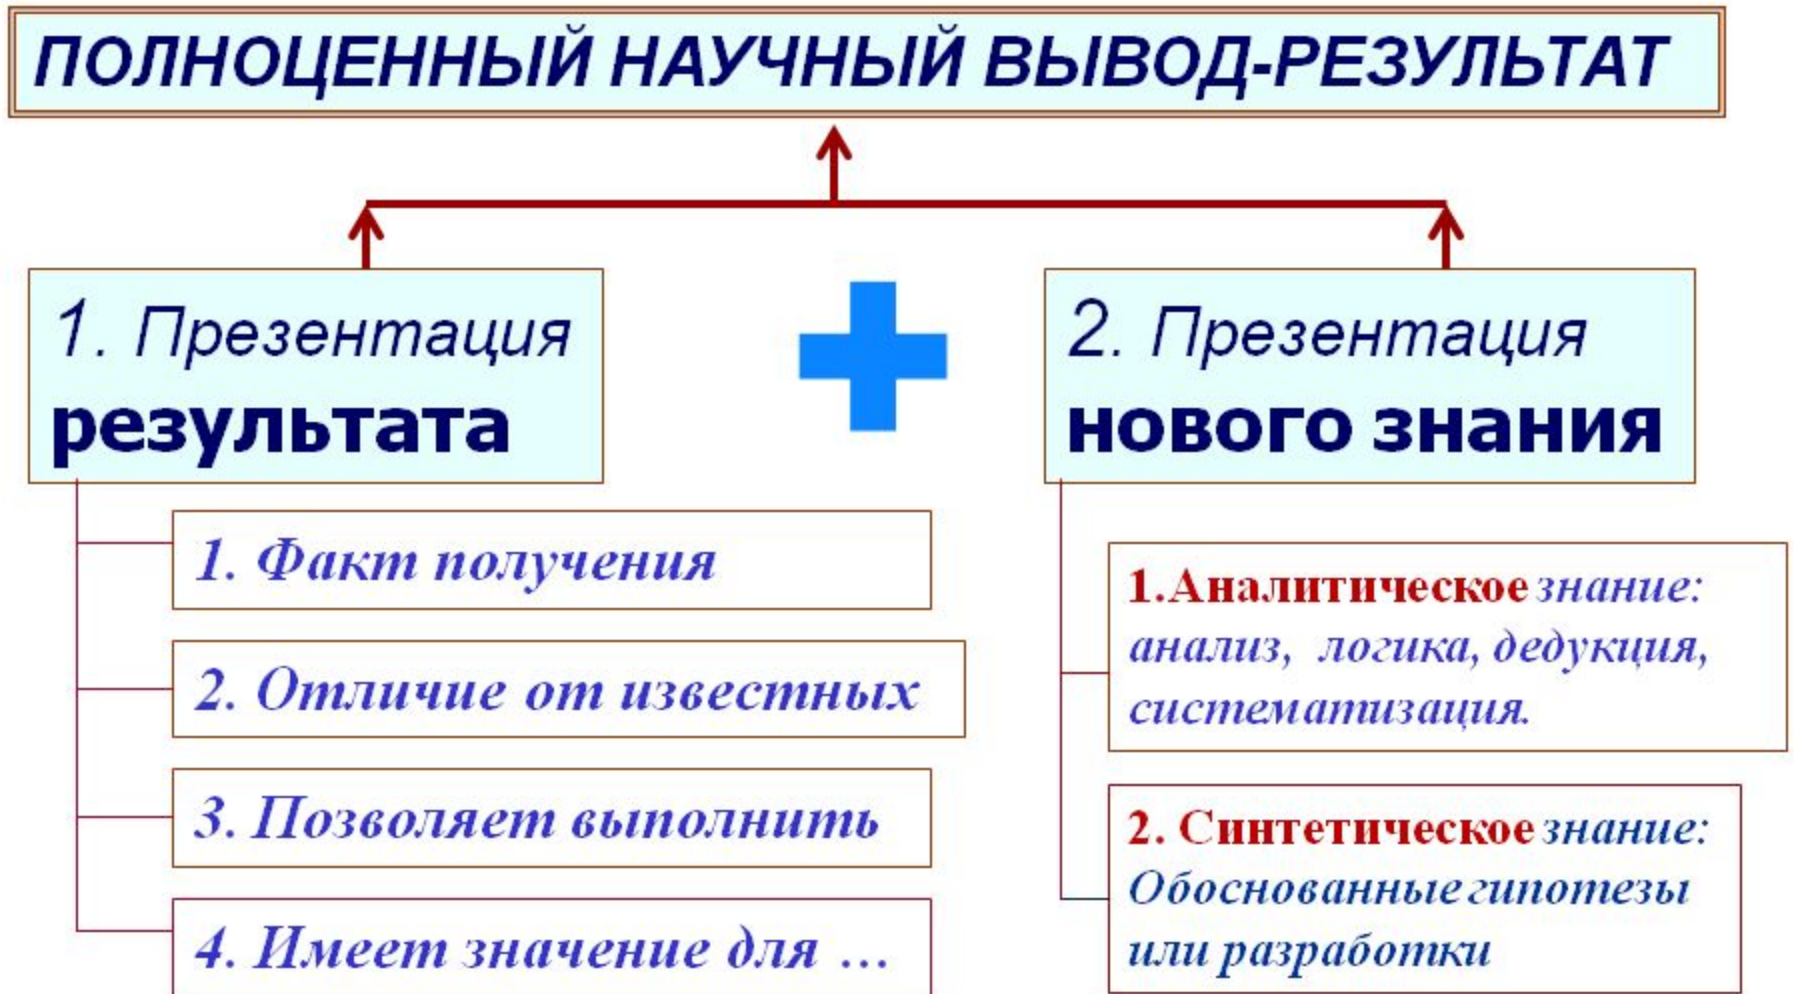 ПОЛНОЦЕННЫЙ НАУЧНЫЙ ВЫВОД-РЕЗУЛЬТАТ
1. Презентация
результата
1. Факт получения
2. Отличие от известных
3. Позволяет выполнить
4. Имеет значение для ...
2. Презентация
нового знания
1.Аналитическое знание:
анализ, логика, дедукция,
систематизация.
2. Синтетическое знание:
Обоснованные гипотезы
или разработки